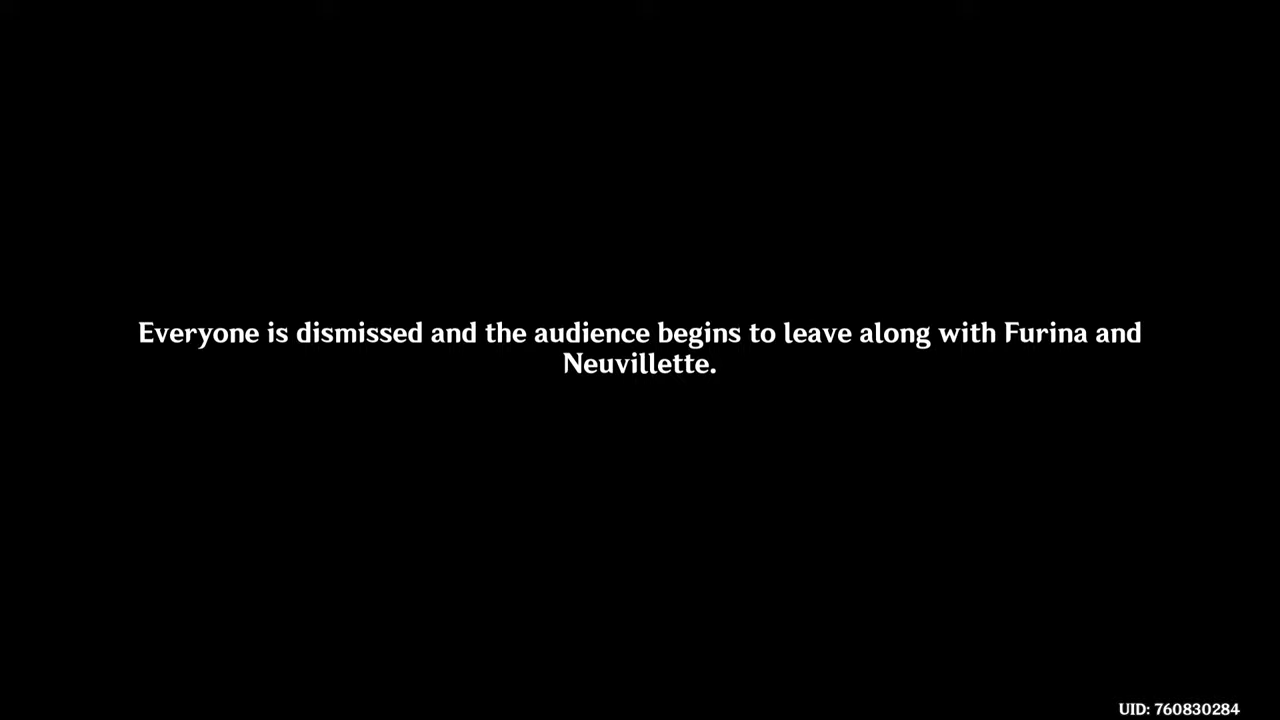 Everyone is dismissed and the audience begins to leave along with Furina and
Neuvillette.
UID: 760830284